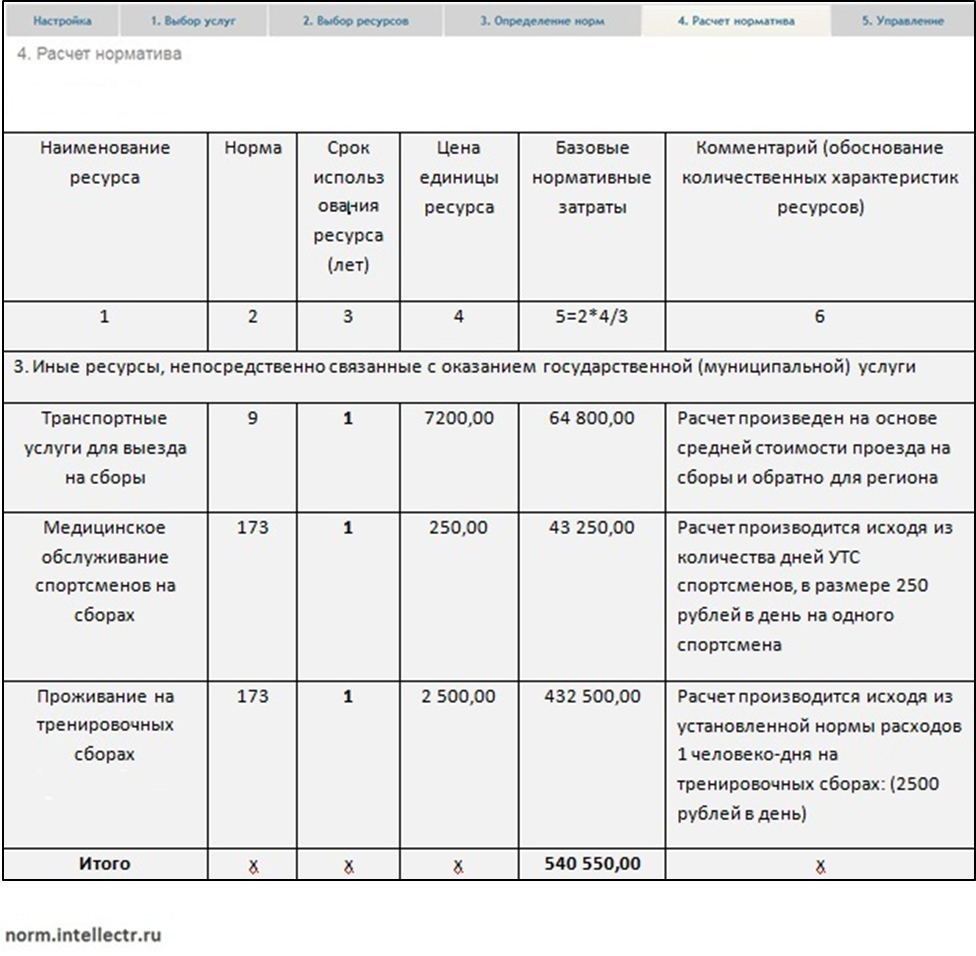 Настройка 1. Выбор услуг 2. Выбор ресурсов 3. Определение норм 4. Расчет норматива 5. Управление
4. Расчет норматива
Наименование ресурса Норма Срок использования ресурса (лет) Цена единицы ресурса Базовые нормативные затраты Комментарий (обоснование количественных характеристик ресурсов)
1 2 3 4 5=2*4/3 6
3. Иные ресурсы, непосредственно связанные с оказанием государственной (муниципальной) услуги
Транспортные 9 1 7200,00 64 800,00 Расчет произведен на основе
услуги для выезда средней стоимости проезда на
на сборы сборы и обратно для региона
Медицинское 173 1 250,00 43 250,00 Расчет производится исходя из
обслуживание количества дней УТС
спортсменов на спортсменов, в размере 250
сборах рублей в день на одного
спортсмена
Проживание на 173 1 2 500,00 432 500,00 Расчет производится исходя из
тренировочных установленной нормы расходов
сборах 1 человеко-дня на
тренировочных сборах: (2500
рублей в день)
Итого х х х 540 550,00 х
norm.intellectr.ru